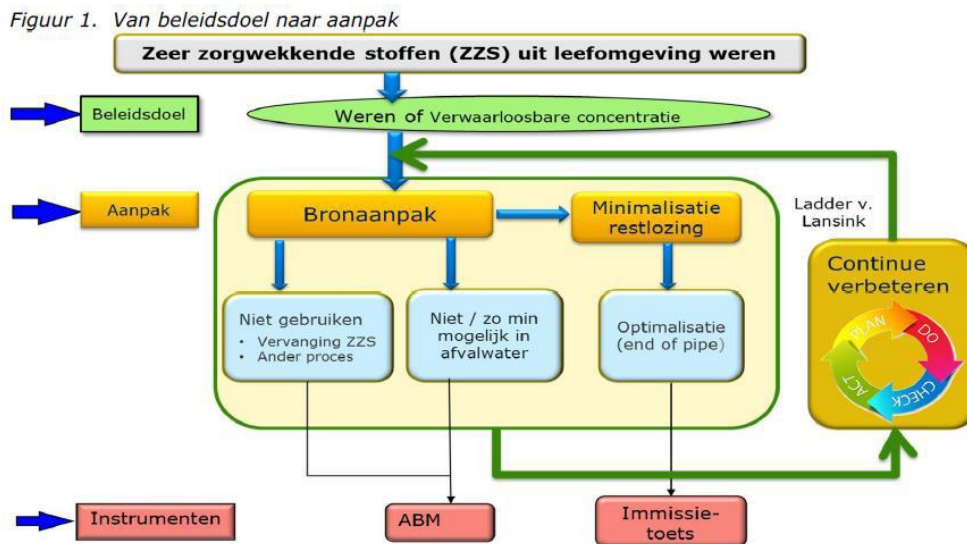 Figuur 1. Van beleidsdoel naar aanpak
Zeer zorgwekkende stoffen (ZZS) uit leefomgeving weren
Beleidsdoel
Weren of Verwaarloosbare concentratie
Aanpak
Bronaanpak
Minimalisatie
restlozing
Ladder v.
Lansink
Continue
verbeteren
PLAN
DO
CHECK
ACT
Niet gebruiken
• Vervanging ZZS
• Ander proces
Niet / zo min
mogelijk in
afvalwater
Optimalisatie
(end of pipe)
Instrumenten
ABM
Immissie-
toets